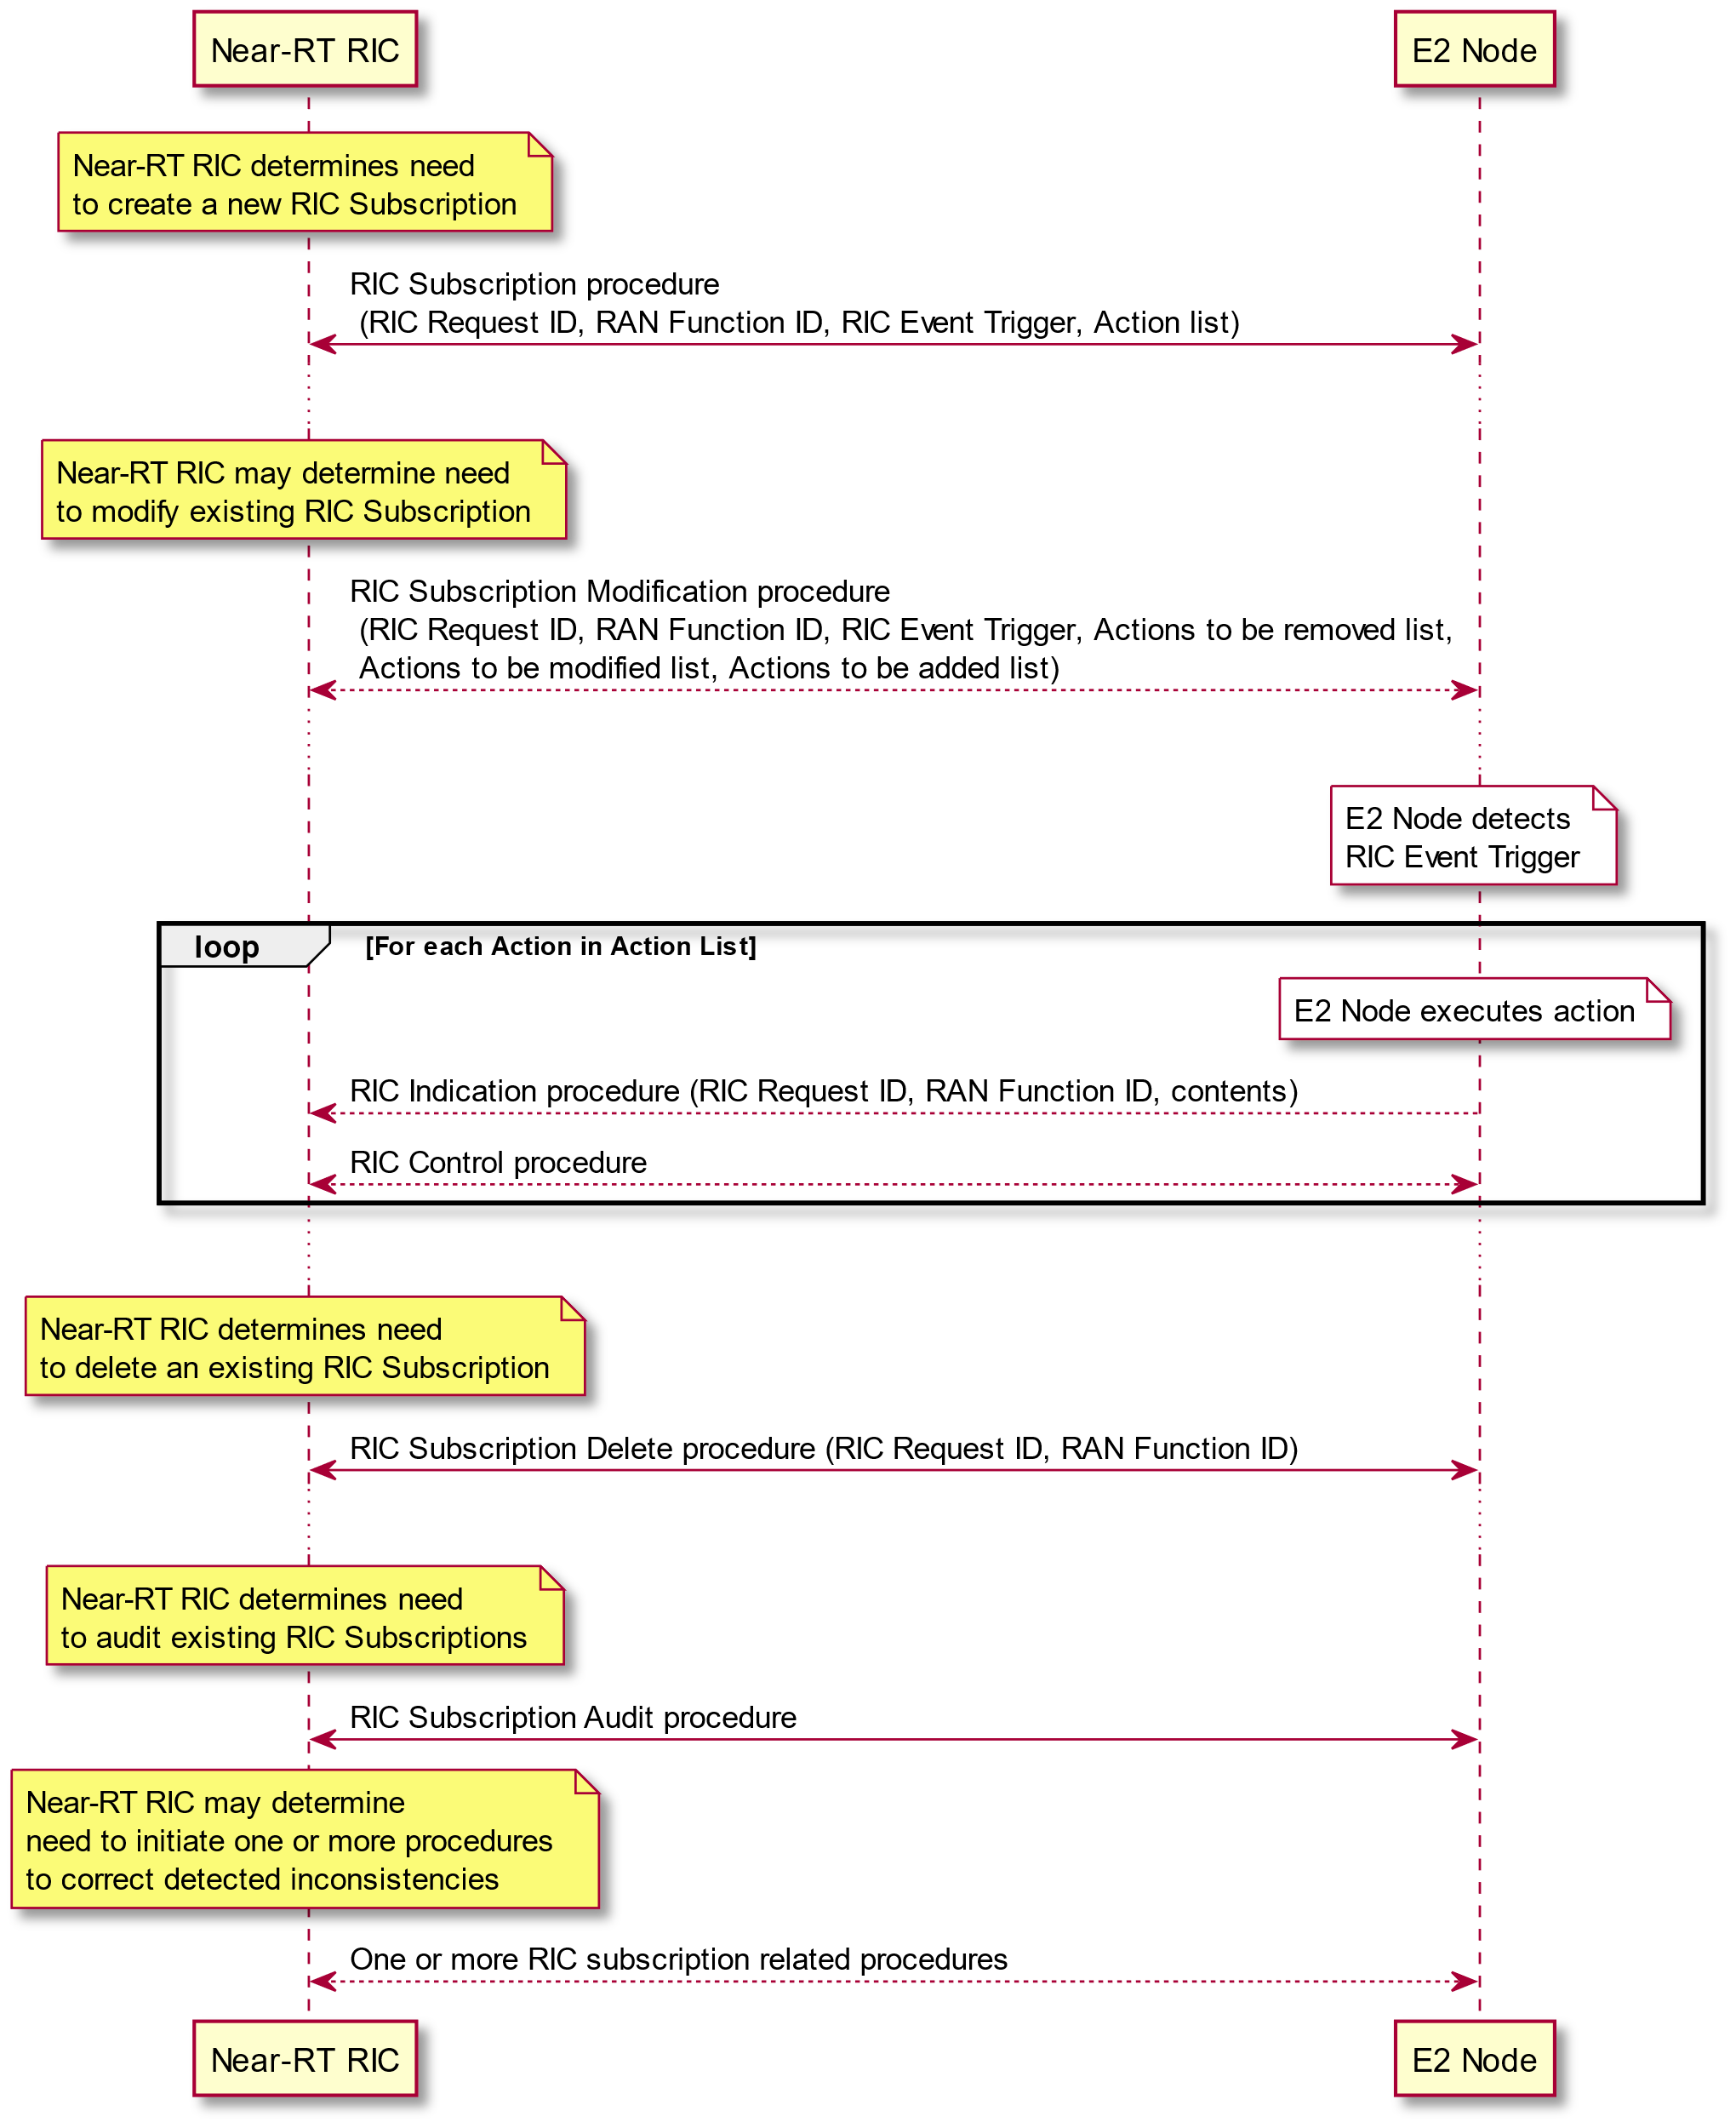 Near-RT RIC
E2 Node
Near-RT RIC determines need
to create a new RIC Subscription
RIC Subscription procedure
(RIC Request ID, RAN Function ID, RIC Event Trigger, Action list)
Near-RT RIC may determine need
to modify existing RIC Subscription
RIC Subscription Modification procedure
(RIC Request ID, RAN Function ID, RIC Event Trigger, Actions to be removed list,
Actions to be modified list, Actions to be added list)
E2 Node detects
RIC Event Trigger
loop
[For each Action in Action List]
E2 Node executes action
RIC Indication procedure (RIC Request ID, RAN Function ID, contents)
RIC Control procedure
Near-RT RIC determines need
to delete an existing RIC Subscription
RIC Subscription Delete procedure (RIC Request ID, RAN Function ID)
Near-RT RIC determines need
to audit existing RIC Subscriptions
RIC Subscription Audit procedure
Near-RT RIC may determine
need to initiate one or more procedures
to correct detected inconsistencies
One or more RIC subscription related procedures
Near-RT RIC
E2 Node